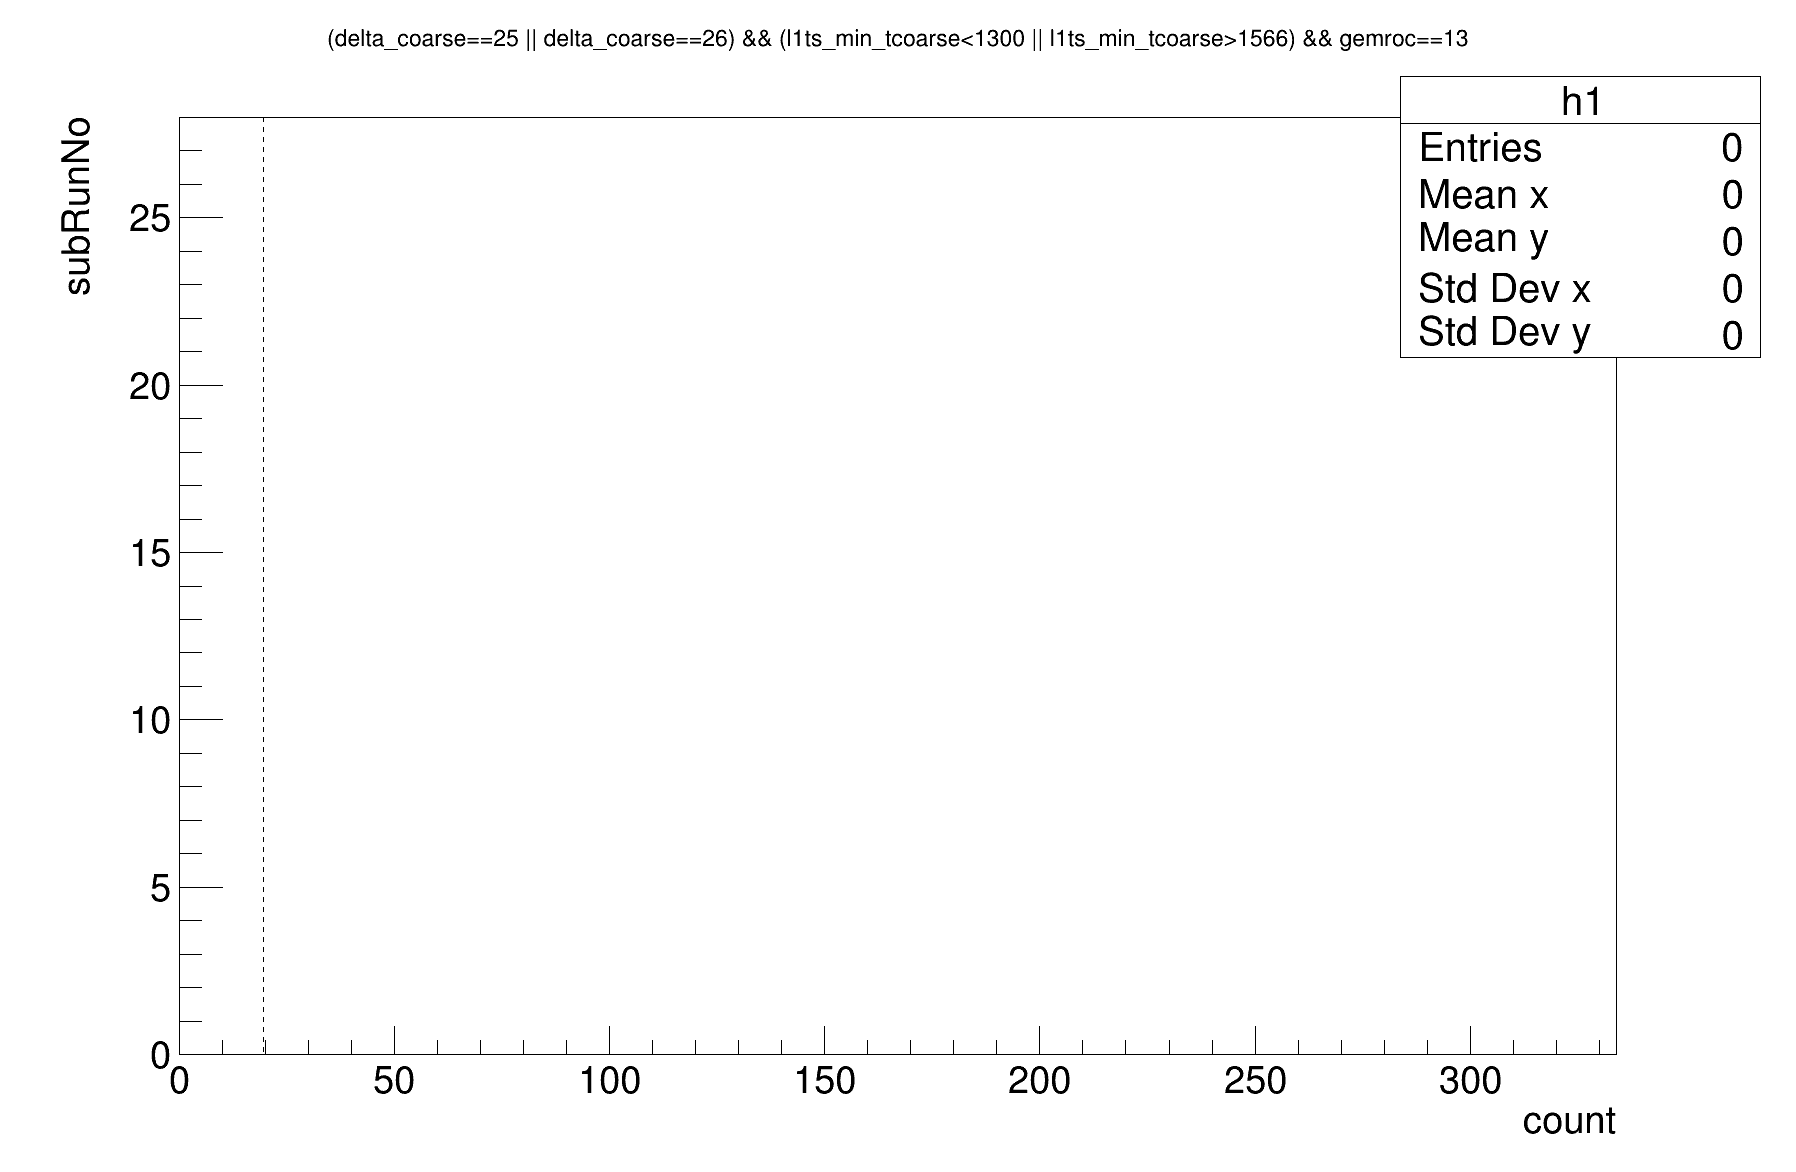 (delta_coarse==25 || delta_coarse==26) && (l1ts_min_tcoarse<1300 || l1ts_min_tcoarse>1566) && gemroc==13
h1
Entries 0
Mean x 0
Mean y 0
Std Dev x 0
Std Dev y 0
subRunNo
25
20
15
10
5
0
0 50 100 150 200 250 300
count